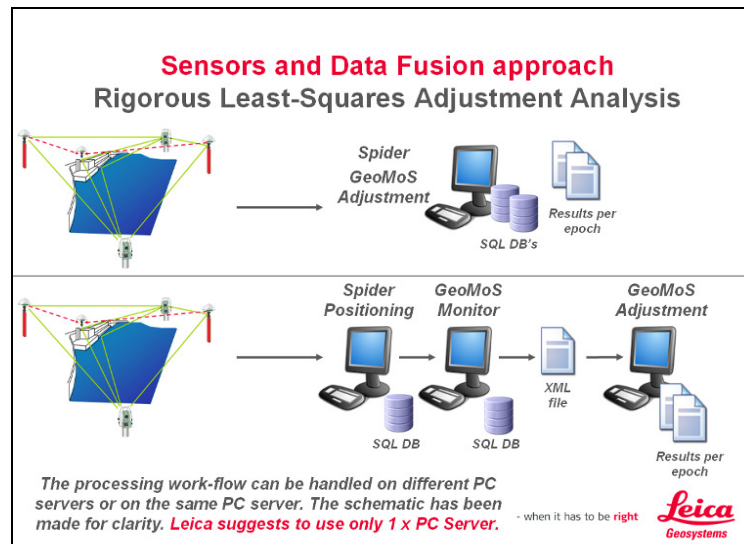 Sensors and Data Fusion approach
Rigorous Least-Squares Adjustment Analysis
Spider
GeoMoS
Adjustment
SQL DB's
Results per
epoch
Spider
Positioning
GeoMoS
Monitor
GeoMoS
Adjustment
SQL DB
SQL DB
XML
file
Results per
epoch
The processing work-flow can be handled on different PC
servers or on the same PC server. The schematic has been
made for clarity. Leica suggests to use only 1 x PC Server.
- when it has to be right
Leica
Geosystems